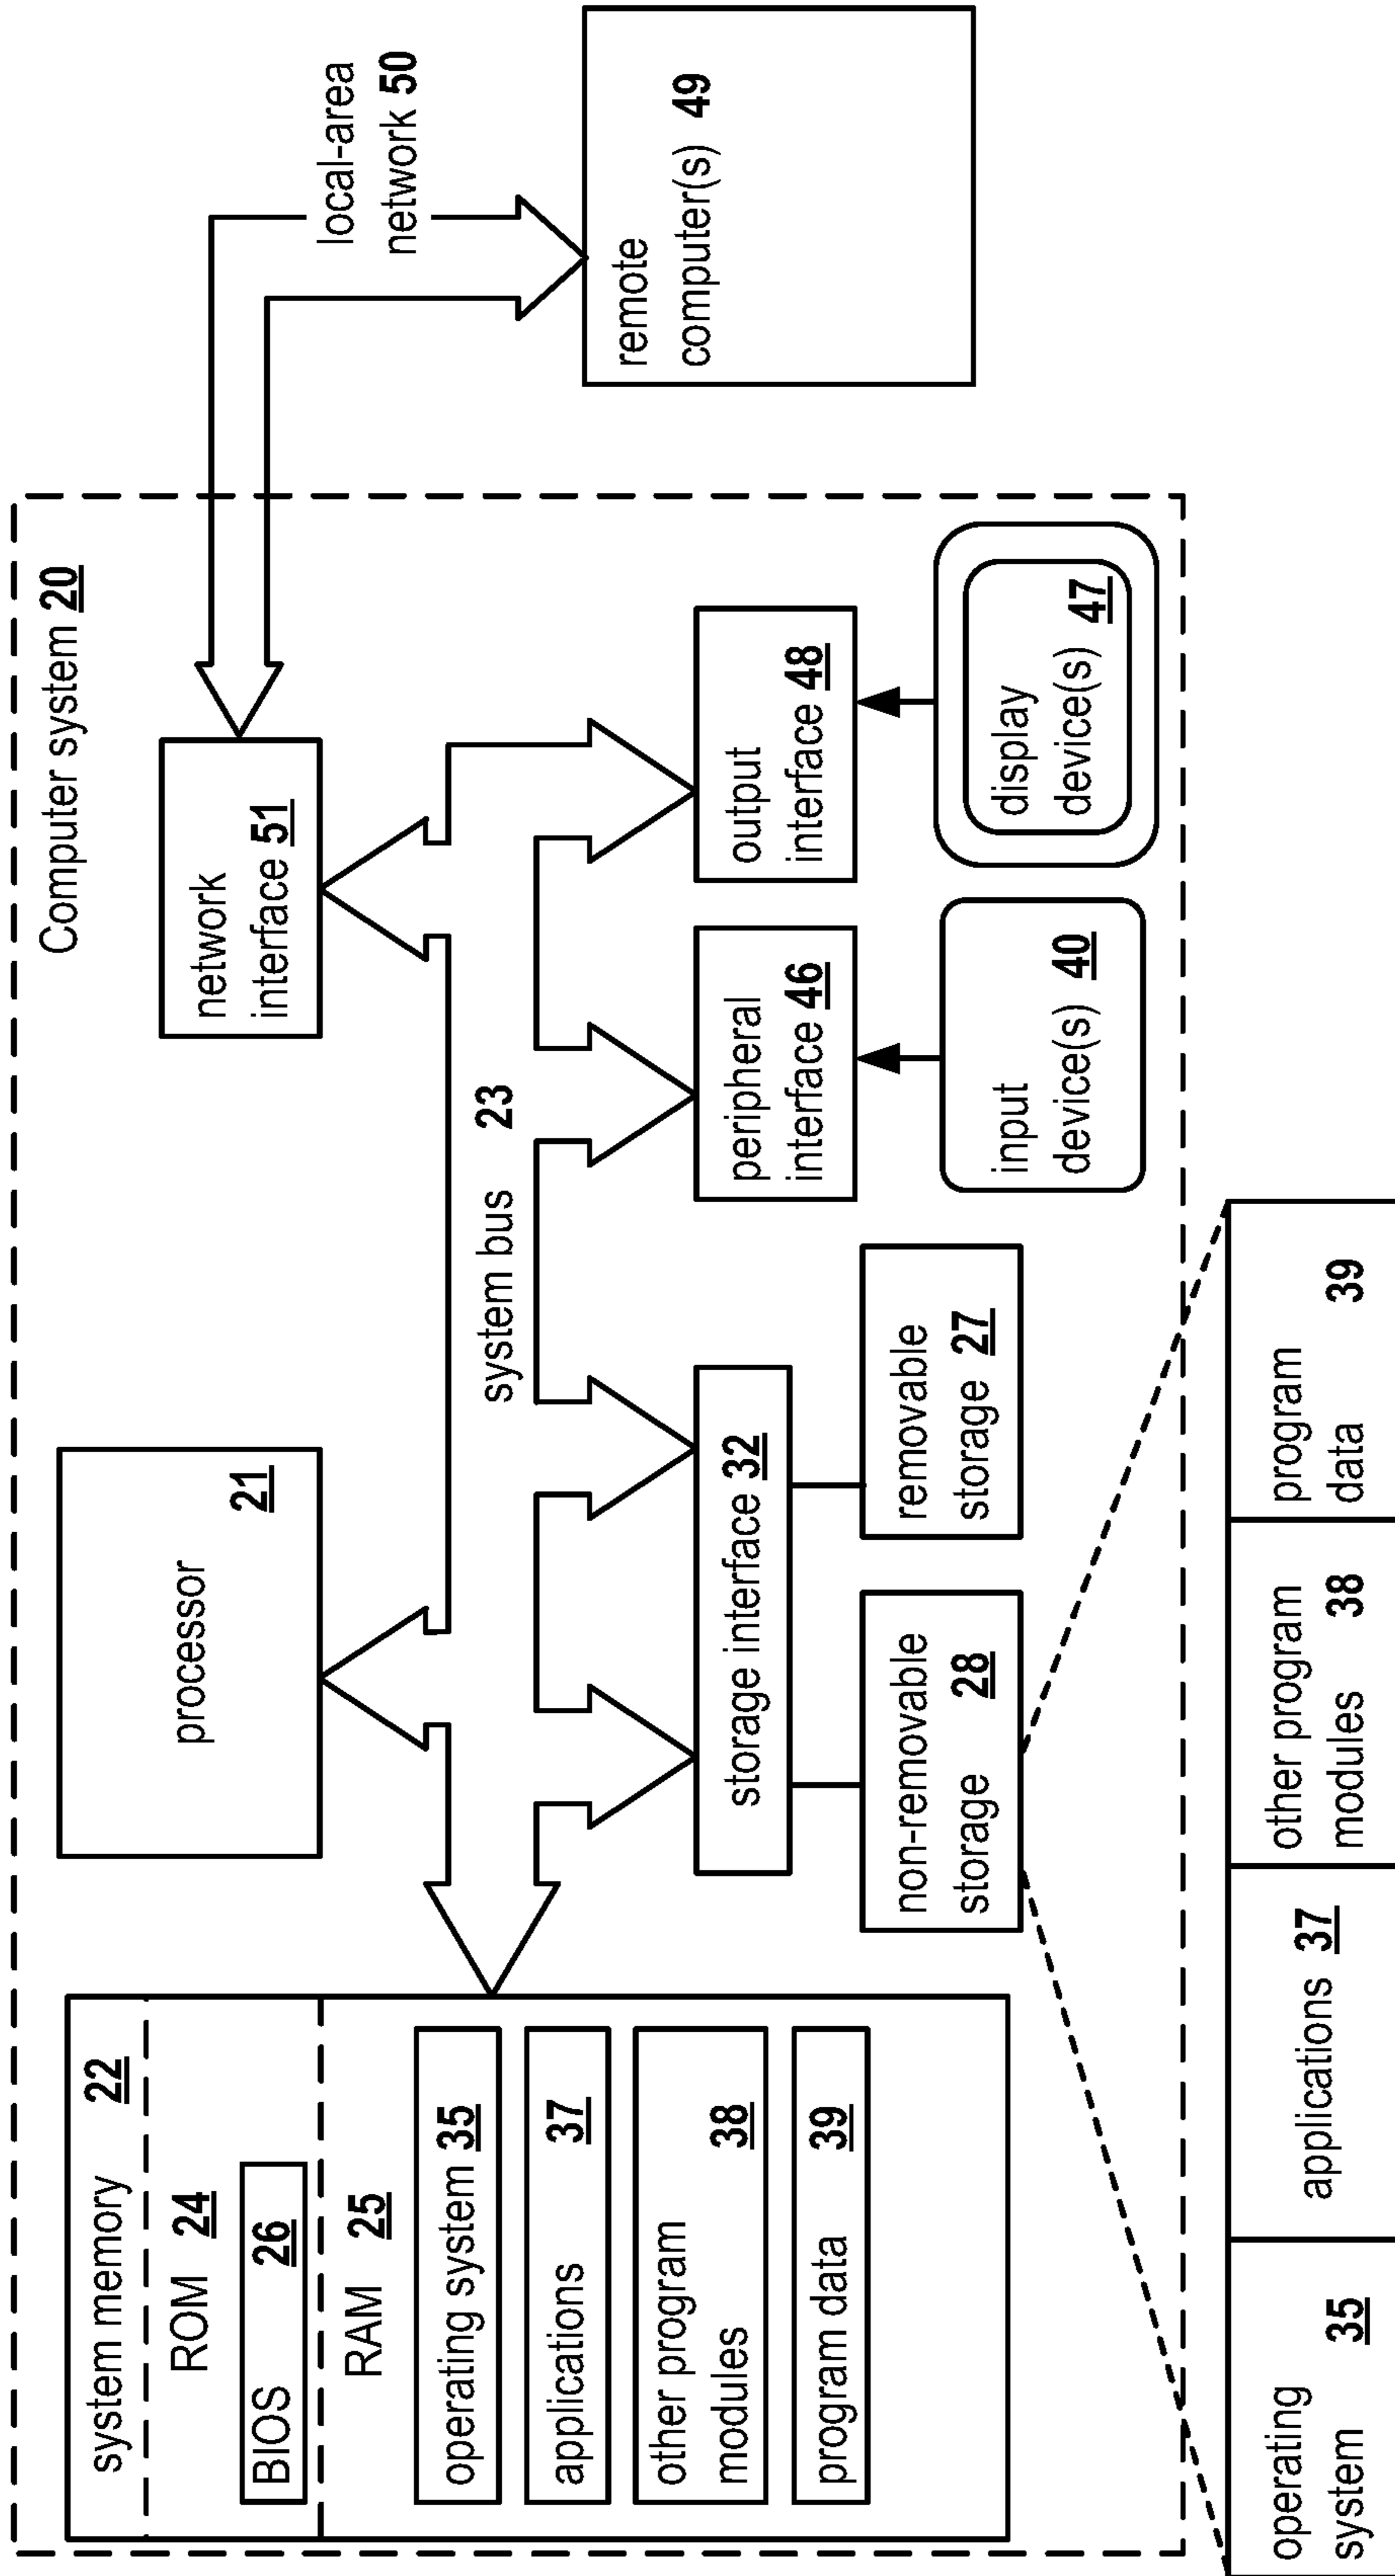 Computer system 20
system memory 22
ROM 24
BIOS 26
RAM 25
operating system 35
applications 37
other program
modules 38
program data 39
processor
21
network
interface 51
local-area
network 50
system bus 23
storage interface 32
non-removable
storage 28
removable
storage 27
peripheral
interface 46
output
interface 48
input
device(s) 40
display
device(s) 47
remote
computer(s) 49
operating
system 35
applications 37
other program
modules 38
program
data 39